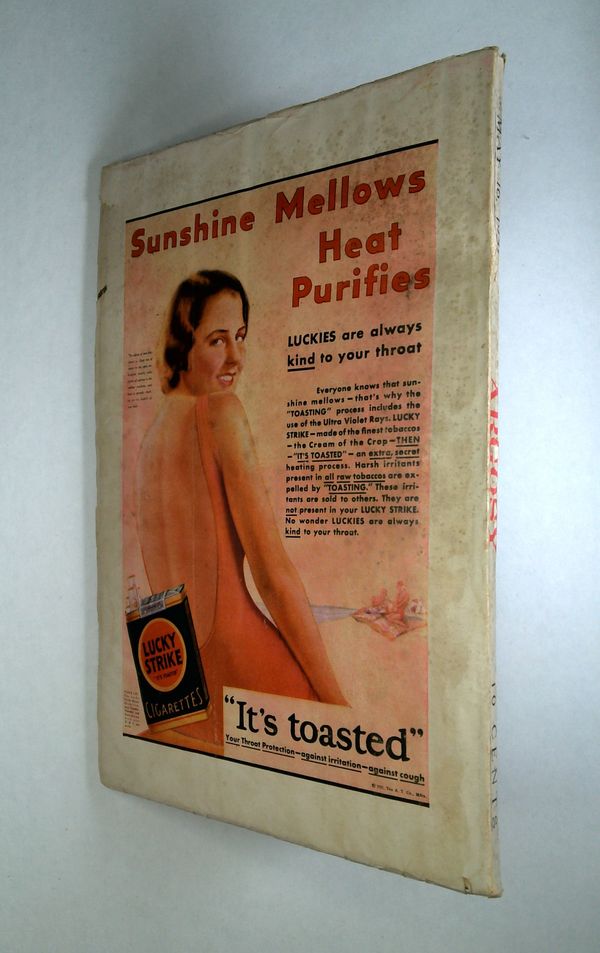 Sunshine Mellows
Heat
Purifies
LUCKIES are always
kind to your throat
Everyone knows that sun-
shine mellows—that's why the
"TOASTING" process includes the
use of the Ultra Violet Rays. LUCKY
STRIKE—made of the finest tobaccos
—the Cream of the Crop—THEN
—"IT'S TOASTED"—an extra, secret
heating process. Harsh irritants
present in all raw tobaccos are ex-
pelled by "TOASTING." These irri-
tants are sold to others. They are
not present in your LUCKY STRIKE.
No wonder LUCKIES are always
kind to your throat.
LUCKY
STRIKE
"IT'S TOASTED"
CIGARETTES
"It's toasted"
Your Throat Protection—against irritation—against cough
The A. T. Co., Mfrs.
ARGOSY
10 CENTS